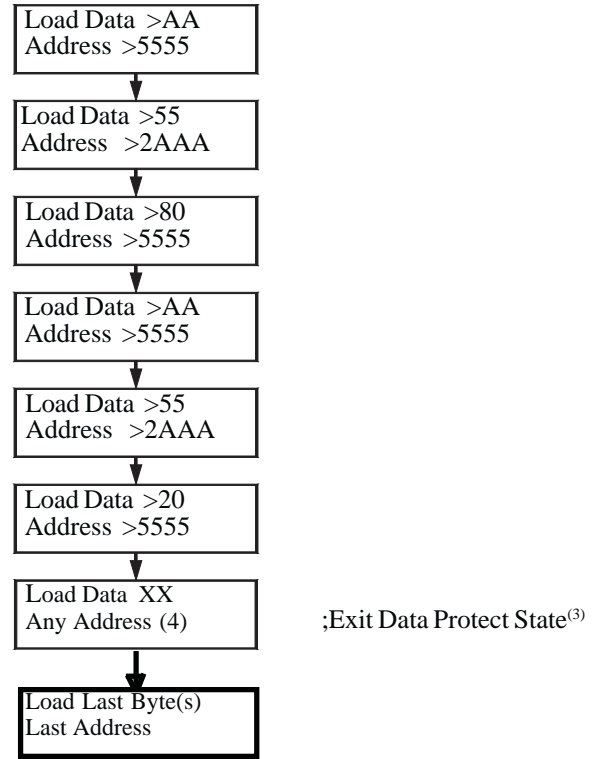 Load Data >AA
Address >5555
Load Data >55
Address >2AAA
Load Data >80
Address >5555
Load Data >AA
Address >5555
Load Data >55
Address >2AAA
Load Data >20
Address >5555
Load Data XX
Any Address (4) ;Exit Data Protect State(3)
Load Last Byte(s)
Last Address